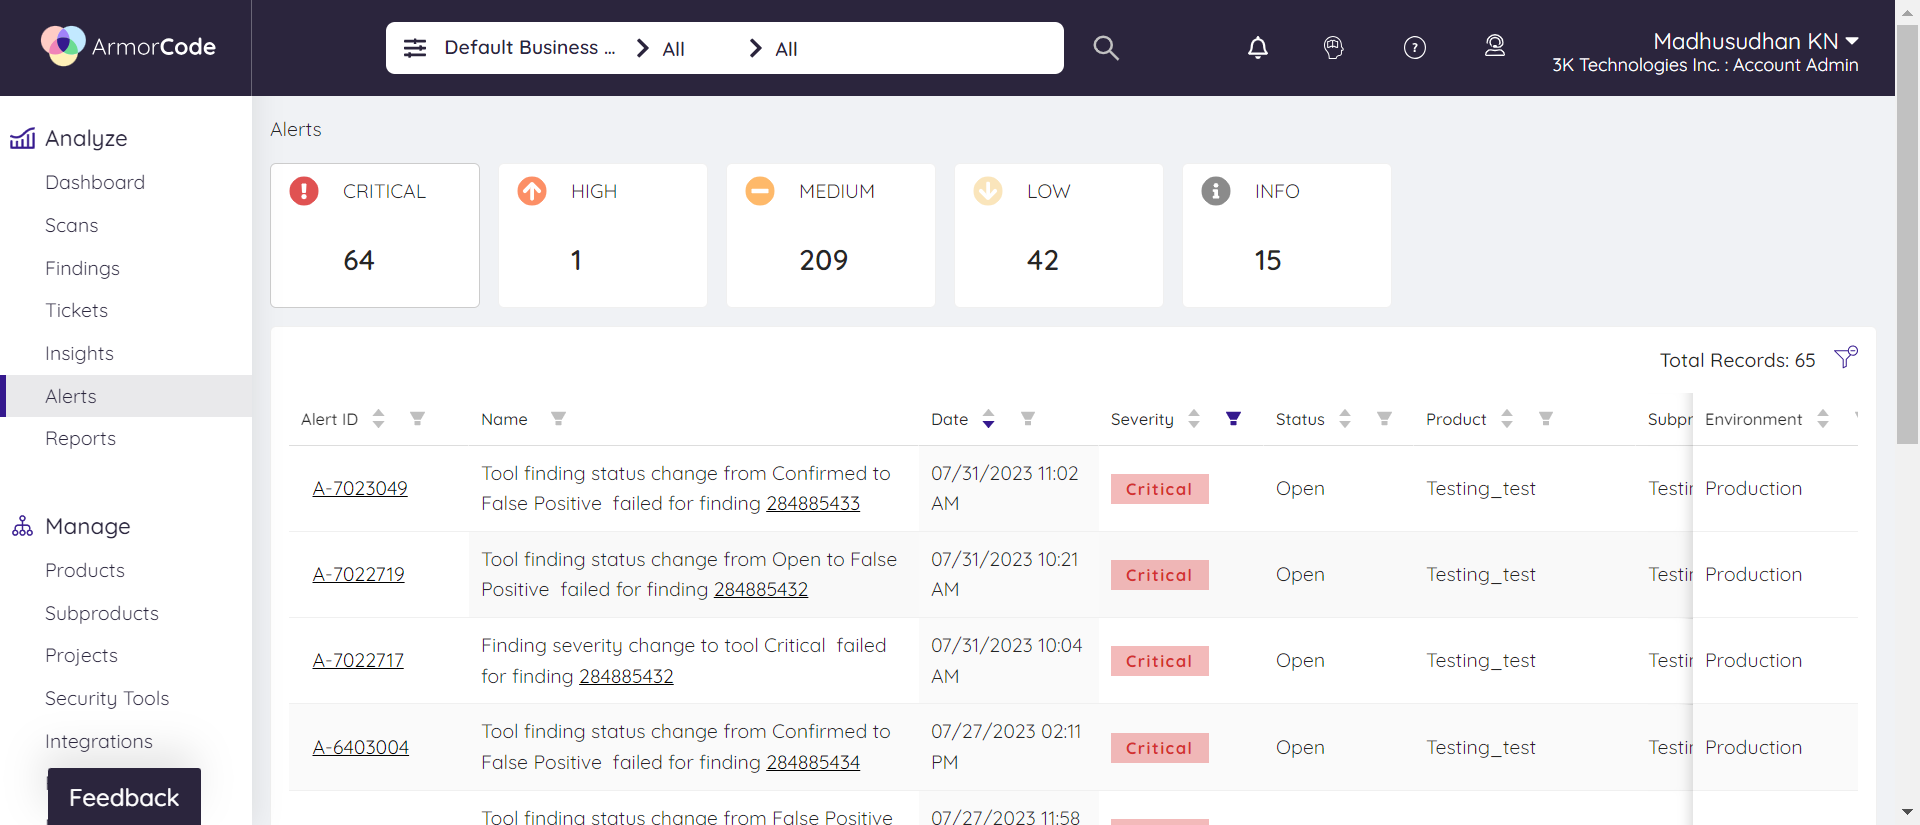 ArmorCode
Default Business ... All All
Madhusudhan KN
3K Technologies Inc. : Account Admin
Analyze
Dashboard
Scans
Findings
Tickets
Insights
Alerts
Reports
Manage
Products
Subproducts
Projects
Security Tools
Integrations
Feedback
Alerts
CRITICAL
64
HIGH
1
MEDIUM
209
LOW
42
INFO
15
Total Records: 65
Alert ID Name Date Severity Status Product Subpr Environment
A-7023049 Tool finding status change from Confirmed to 07/31/2023 11:02 Critical Open Testing_test Testir Production
False Positive failed for finding 284885433 AM
A-7022719 Tool finding status change from Open to False 07/31/2023 10:21 Critical Open Testing_test Testir Production
Positive failed for finding 284885432 AM
A-7022717 Finding severity change to tool Critical failed 07/31/2023 10:04 Critical Open Testing_test Testir Production
for finding 284885432 AM
A-6403004 Tool finding status change from Confirmed to 07/27/2023 02:11 Critical Open Testing_test Testir Production
False Positive failed for finding 284885434 PM
Tool finding status change from False Positive 07/27/2023 11:58